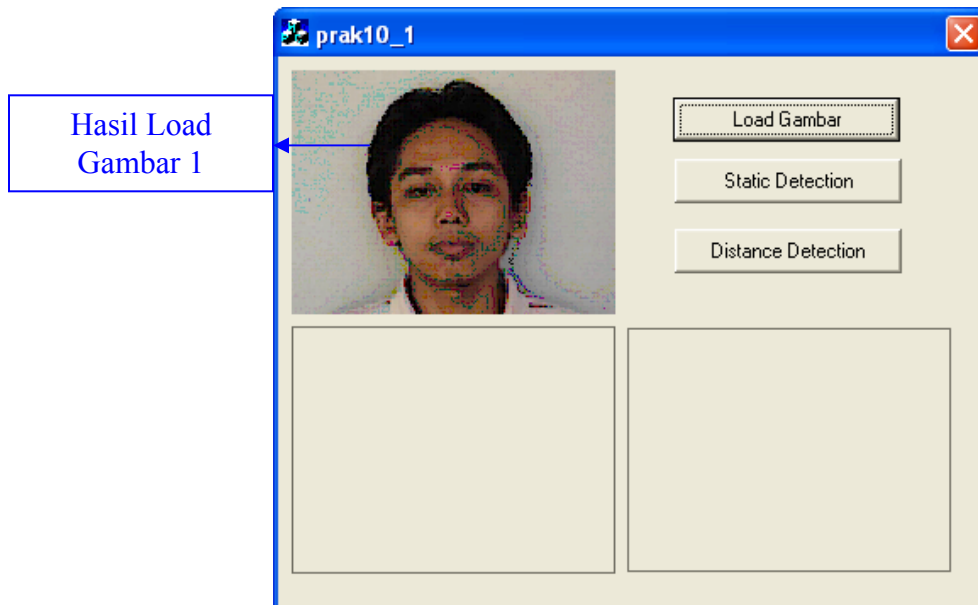 prak10_1
Hasil Load
Gambar 1
Load Gambar
Static Detection
Distance Detection